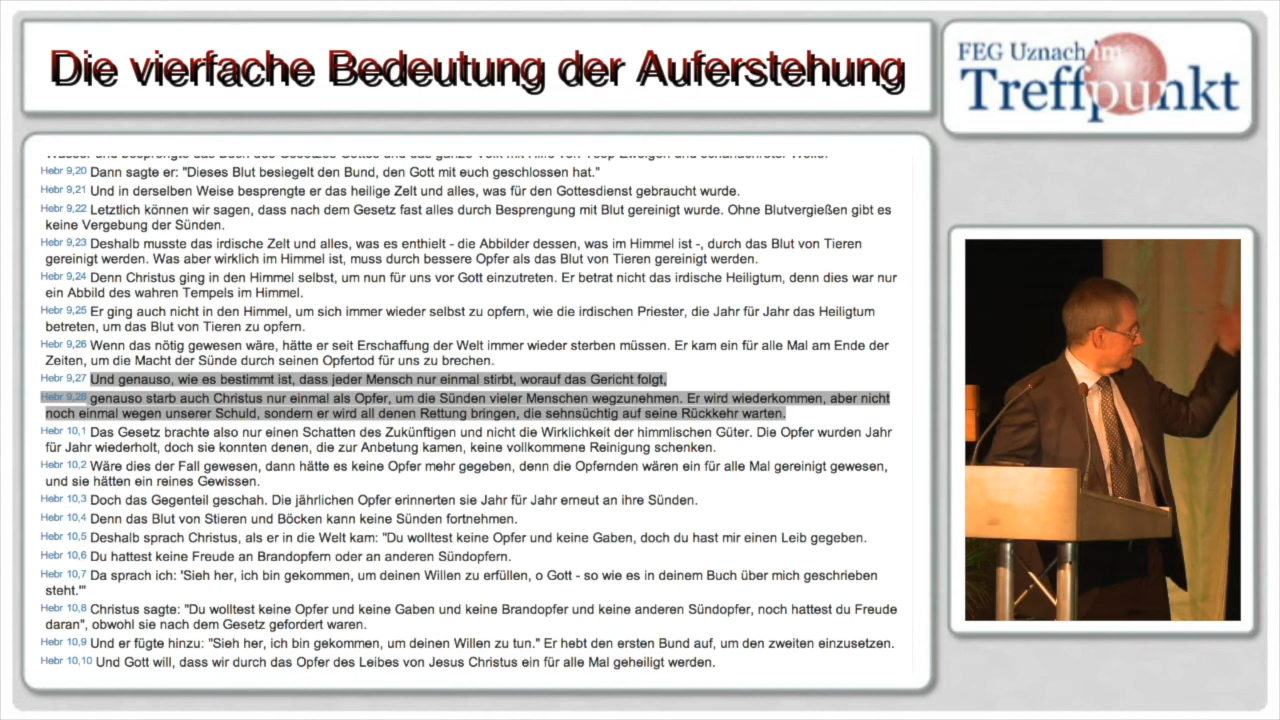 Die vierfache Bedeutung der Auferstehung
FEG Uznach im
Treffpunkt
Hebr 9,20 Dann sagte er: "Dieses Blut besiegelt den Bund, den Gott mit euch geschlossen hat."
Hebr 9,21 Und in derselben Weise besprengte er das heilige Zelt und alles, was für den Gottesdienst gebraucht wurde.
Hebr 9,22 Letztlich können wir sagen, dass nach dem Gesetz fast alles durch Besprengung mit Blut gereinigt wurde. Ohne Blutvergießen gibt es
keine Vergebung der Sünden.
Hebr 9,23 Deshalb musste das irdische Zelt und alles, was es enthielt - die Abbilder dessen, was im Himmel ist -, durch das Blut von Tieren
gereinigt werden. Was aber wirklich im Himmel ist, muss durch bessere Opfer als das Blut von Tieren gereinigt werden.
Hebr 9,24 Denn Christus ging in den Himmel selbst, um nun für uns vor Gott einzutreten. Er betrat nicht das irdische Heiligtum, denn dies war nur
ein Abbild des wahren Tempels im Himmel.
Hebr 9,25 Er ging auch nicht in den Himmel, um sich immer wieder selbst zu opfern, wie die irdischen Priester, die Jahr für Jahr das Heiligtum
betreten, um das Blut von Tieren zu opfern.
Hebr 9,26 Wenn das nötig gewesen wäre, hätte er seit Erschaffung der Welt immer wieder sterben müssen. Er kam ein für alle Mal am Ende der
Zeiten, um die Macht der Sünde durch seinen Opfertod für uns zu brechen.
Hebr 9,27 Und genauso, wie es bestimmt ist, dass jeder Mensch nur einmal stirbt, worauf das Gericht folgt,
Hebr 9,28 genauso starb auch Christus nur einmal als Opfer, um die Sünden vieler Menschen wegzunehmen. Er wird wiederkommen, aber nicht
noch einmal wegen unserer Schuld, sondern er wird all denen Rettung bringen, die sehnsüchtig auf seine Rückkehr warten.
Hebr 10,1 Das Gesetz brachte also nur einen Schatten des Zukünftigen und nicht die Wirklichkeit der himmlischen Güter. Die Opfer wurden Jahr
für Jahr wiederholt, doch sie konnten denen, die zur Anbetung kamen, keine vollkommene Reinigung schenken.
Hebr 10,2 Wäre dies der Fall gewesen, dann hätte es keine Opfer mehr gegeben, denn die Opfernden wären ein für alle Mal gereinigt gewesen,
und sie hätten ein reines Gewissen.
Hebr 10,3 Doch das Gegenteil geschah. Die jährlichen Opfer erinnerten sie Jahr für Jahr erneut an ihre Sünden.
Hebr 10,4 Denn das Blut von Stieren und Böcken kann keine Sünden fortnehmen.
Hebr 10,5 Deshalb sprach Christus, als er in die Welt kam: "Du wolltest keine Opfer und keine Gaben, doch du hast mir einen Leib gegeben.
Hebr 10,6 Du hattest keine Freude an Brandopfern oder an anderen Sündopfern.
Hebr 10,7 Da sprach ich: 'Sieh her, ich bin gekommen, um deinen Willen zu erfüllen, o Gott - so wie es in deinem Buch über mich geschrieben
steht.'"
Hebr 10,8 Christus sagte: "Du wolltest keine Opfer und keine Gaben und keine Brandopfer und keine anderen Sündopfer, noch hattest du Freude
daran", obwohl sie nach dem Gesetz gefordert waren.
Hebr 10,9 Und er fügte hinzu: "Sieh her, ich bin gekommen, um deinen Willen zu tun." Er hebt den ersten Bund auf, um den zweiten einzusetzen.
Hebr 10,10 Und Gott will, dass wir durch das Opfer des Leibes von Jesus Christus ein für alle Mal geheiligt werden.